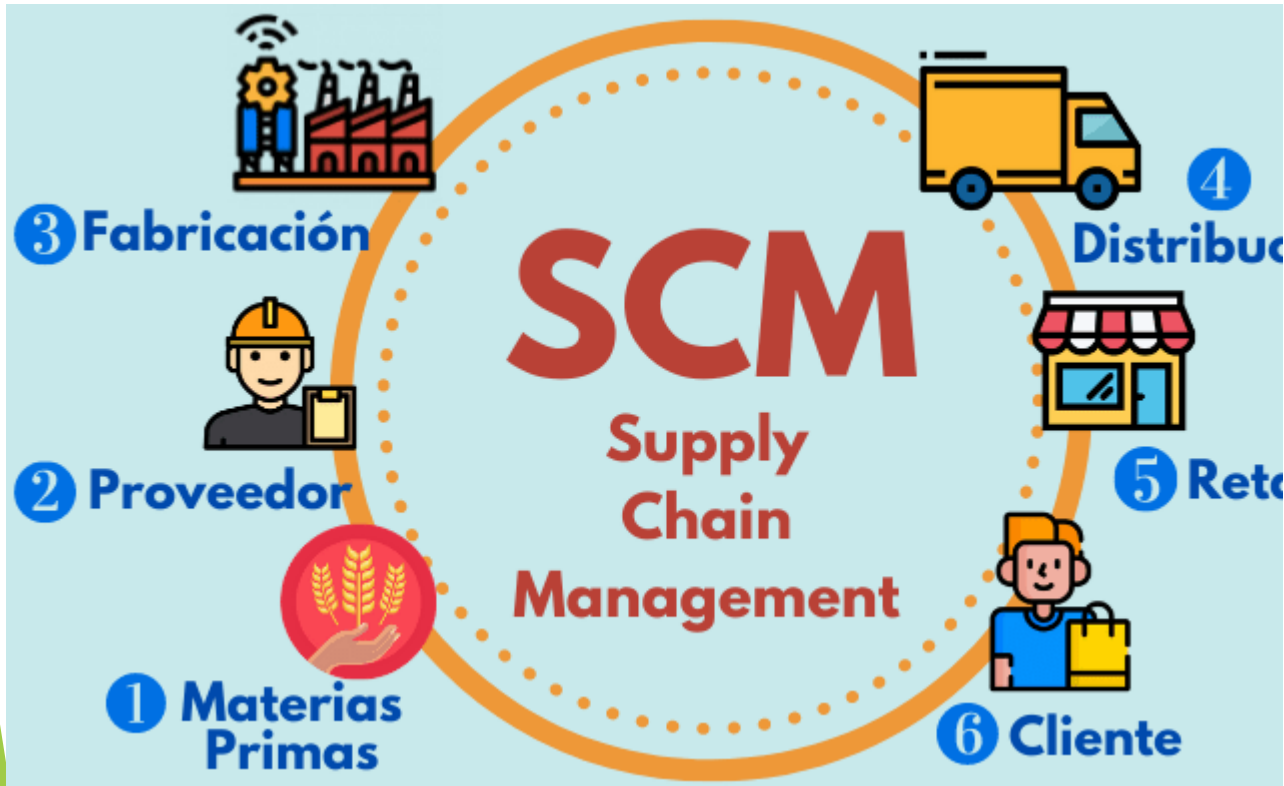 SCM
Supply
Chain
Management
1 Materias
Primas
2 Proveedor
3 Fabricación
4
Distribuc
5 Reta
6 Cliente